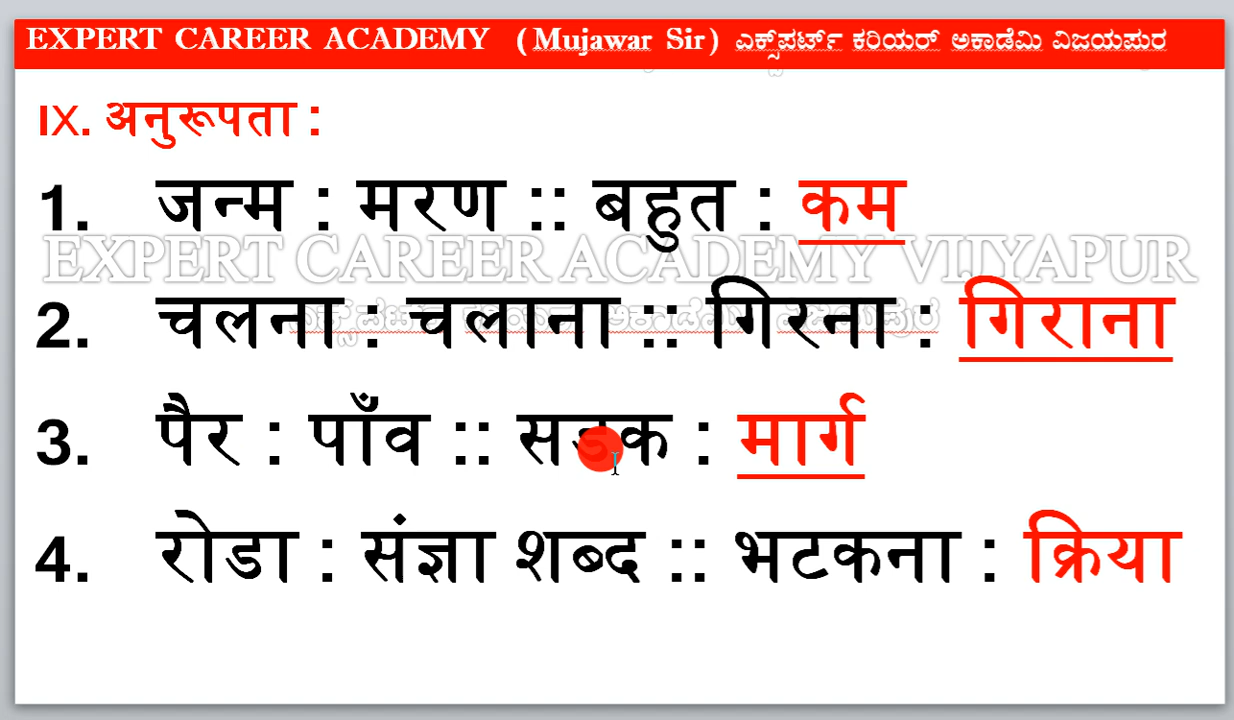 EXPERT CAREER ACADEMY (Mujawar Sir) ಎಕ್ಸ್‌ಪರ್ಟ್ ಕರಿಯರ್ ಅಕಾಡೆಮಿ ವಿಜಯಪುರ
IX. अनुरूपता :
1. जन्म : मरण :: बहुत : कम
EXPERT CAREER ACADEMY VIJYAPUR
2. चलना : चलाना :: गिरना : गिराना
3. पैर : पाँव :: सडक : मार्ग
4. रोडा : संज्ञा शब्द :: भटकना : क्रिया